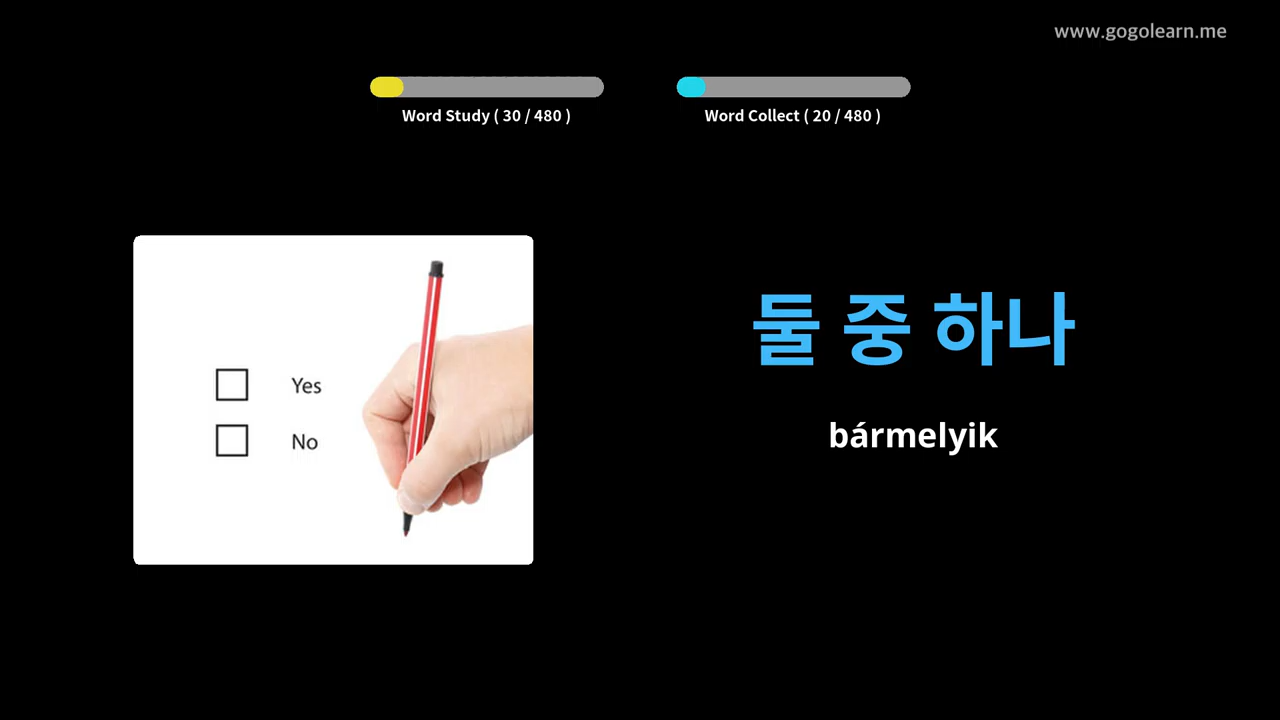 www.gogolearn.me
Word Study ( 30 / 480 )
Word Collect ( 20 / 480 )
Yes
No
둘 중 하나
bármelyik